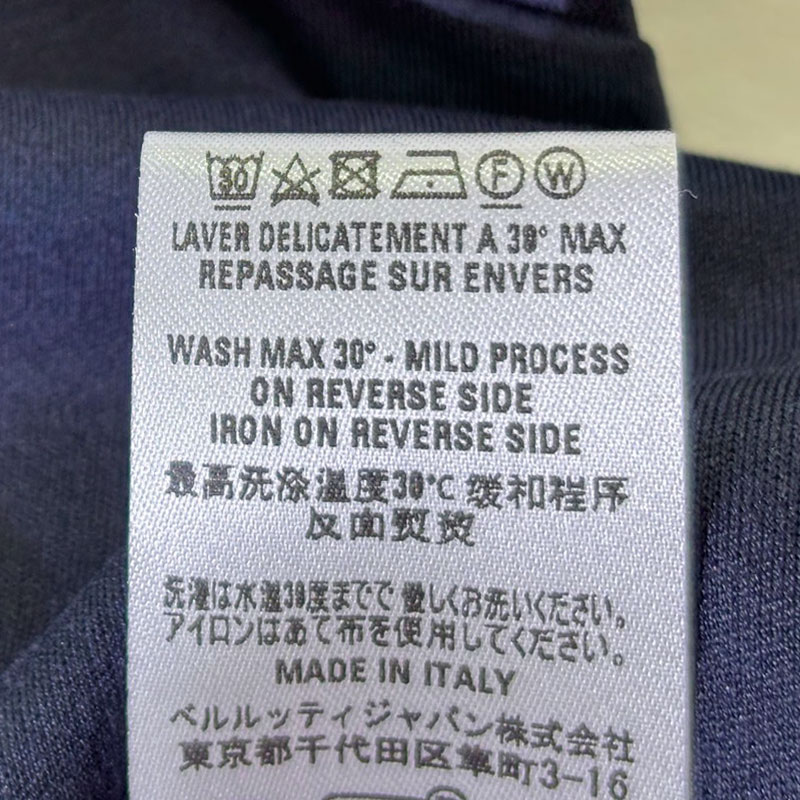 30 F W
LAVER DELICATEMENT A 30° MAX
REPASSAGE SUR ENVERS
WASH MAX 30° - MILD PROCESS
ON REVERSE SIDE
IRON ON REVERSE SIDE
最高洗涤温度30℃ 缓和程序
反面熨烫
洗濯は水温30度までで優しくお洗いください。
アイロンはあて布を使用してください。
MADE IN ITALY
ベルルッティジャパン株式会社
東京都千代田区隼町3-16